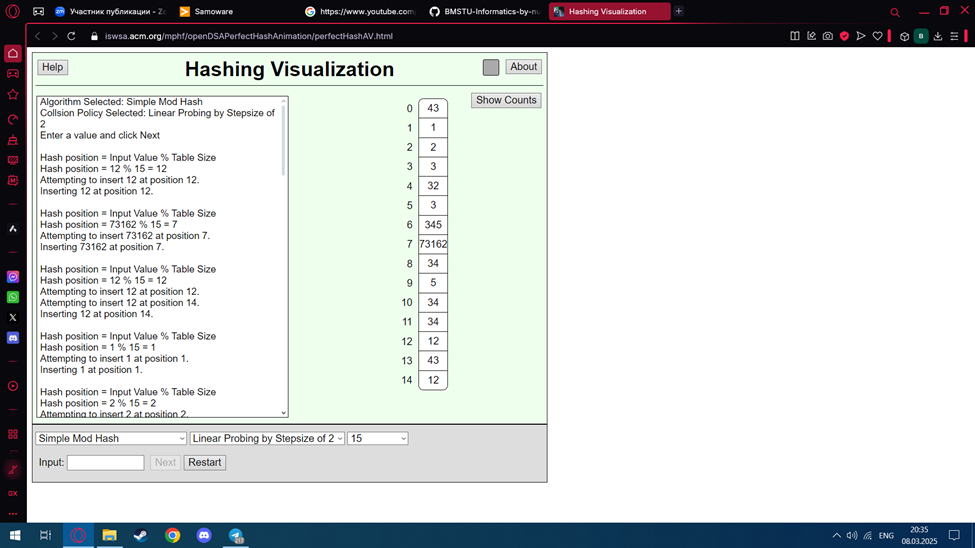 Участник публикации - Zo
Samoware
https://www.youtube.com
BMSTU-Informatics-by-nu
Hashing Visualization
iswsa.acm.org/mphf/openDSAPerfectHashAnimation/perfectHashAV.html
Help
Hashing Visualization
About
Show Counts
Algorithm Selected: Simple Mod Hash
Collsion Policy Selected: Linear Probing by Stepsize of
2
Enter a value and click Next
Hash position = Input Value % Table Size
Hash position = 12 % 15 = 12
Attempting to insert 12 at position 12.
Inserting 12 at position 12.
Hash position = Input Value % Table Size
Hash position = 73162 % 15 = 7
Attempting to insert 73162 at position 7.
Inserting 73162 at position 7.
Hash position = Input Value % Table Size
Hash position = 12 % 15 = 12
Attempting to insert 12 at position 12.
Attempting to insert 12 at position 14.
Inserting 12 at position 14.
Hash position = Input Value % Table Size
Hash position = 1 % 15 = 1
Attempting to insert 1 at position 1.
Inserting 1 at position 1.
Hash position = Input Value % Table Size
Hash position = 2 % 15 = 2
Attempting to insert 2 at position 2.
0 43
1 1
2 2
3 3
4 32
5 3
6 345
7 73162
8 34
9 5
10 34
11 34
12 12
13 43
14 12
Simple Mod Hash
Linear Probing by Stepsize of 2
15
Input:
Next
Restart
GX
ENG
20:35
08.03.2025